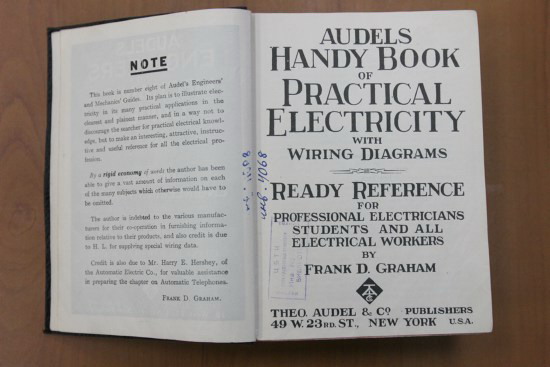 NOTE
This book is number eight of Audel's Engineers'
and Mechanics' Guides. Its plan is to illustrate elec-
tricity in its many practical applications in the
clearest and plainest manner, and in a way not to
discourage the searcher for practical electrical knowl-
edge, but to make an interesting, attractive, instruc-
tive and useful reference for all the electrical pro-
fession.
By a rigid economy of words the author has been
able to give a vast amount of information on each
of the many subjects which otherwise would have to
be omitted.
The author is indebted to the various manufac-
turers for their co-operation in furnishing infor-
mation relative to their products, and also credit is due
to H. L. for supplying special wiring data.
Credit is also due to Mr. Harry E. Hershey, of
the Automatic Electric Co., for valuable assistance
in preparing the chapter on Automatic Telephones.
FRANK D. GRAHAM.
AUDELS
HANDY BOOK
OF
PRACTICAL
ELECTRICITY
WITH
WIRING DIAGRAMS
READY REFERENCE
FOR
PROFESSIONAL ELECTRICIANS
STUDENTS AND ALL
ELECTRICAL WORKERS
BY
FRANK D. GRAHAM
THEO. AUDEL & CO. PUBLISHERS
49 W. 23RD. ST., NEW YORK U.S.A.